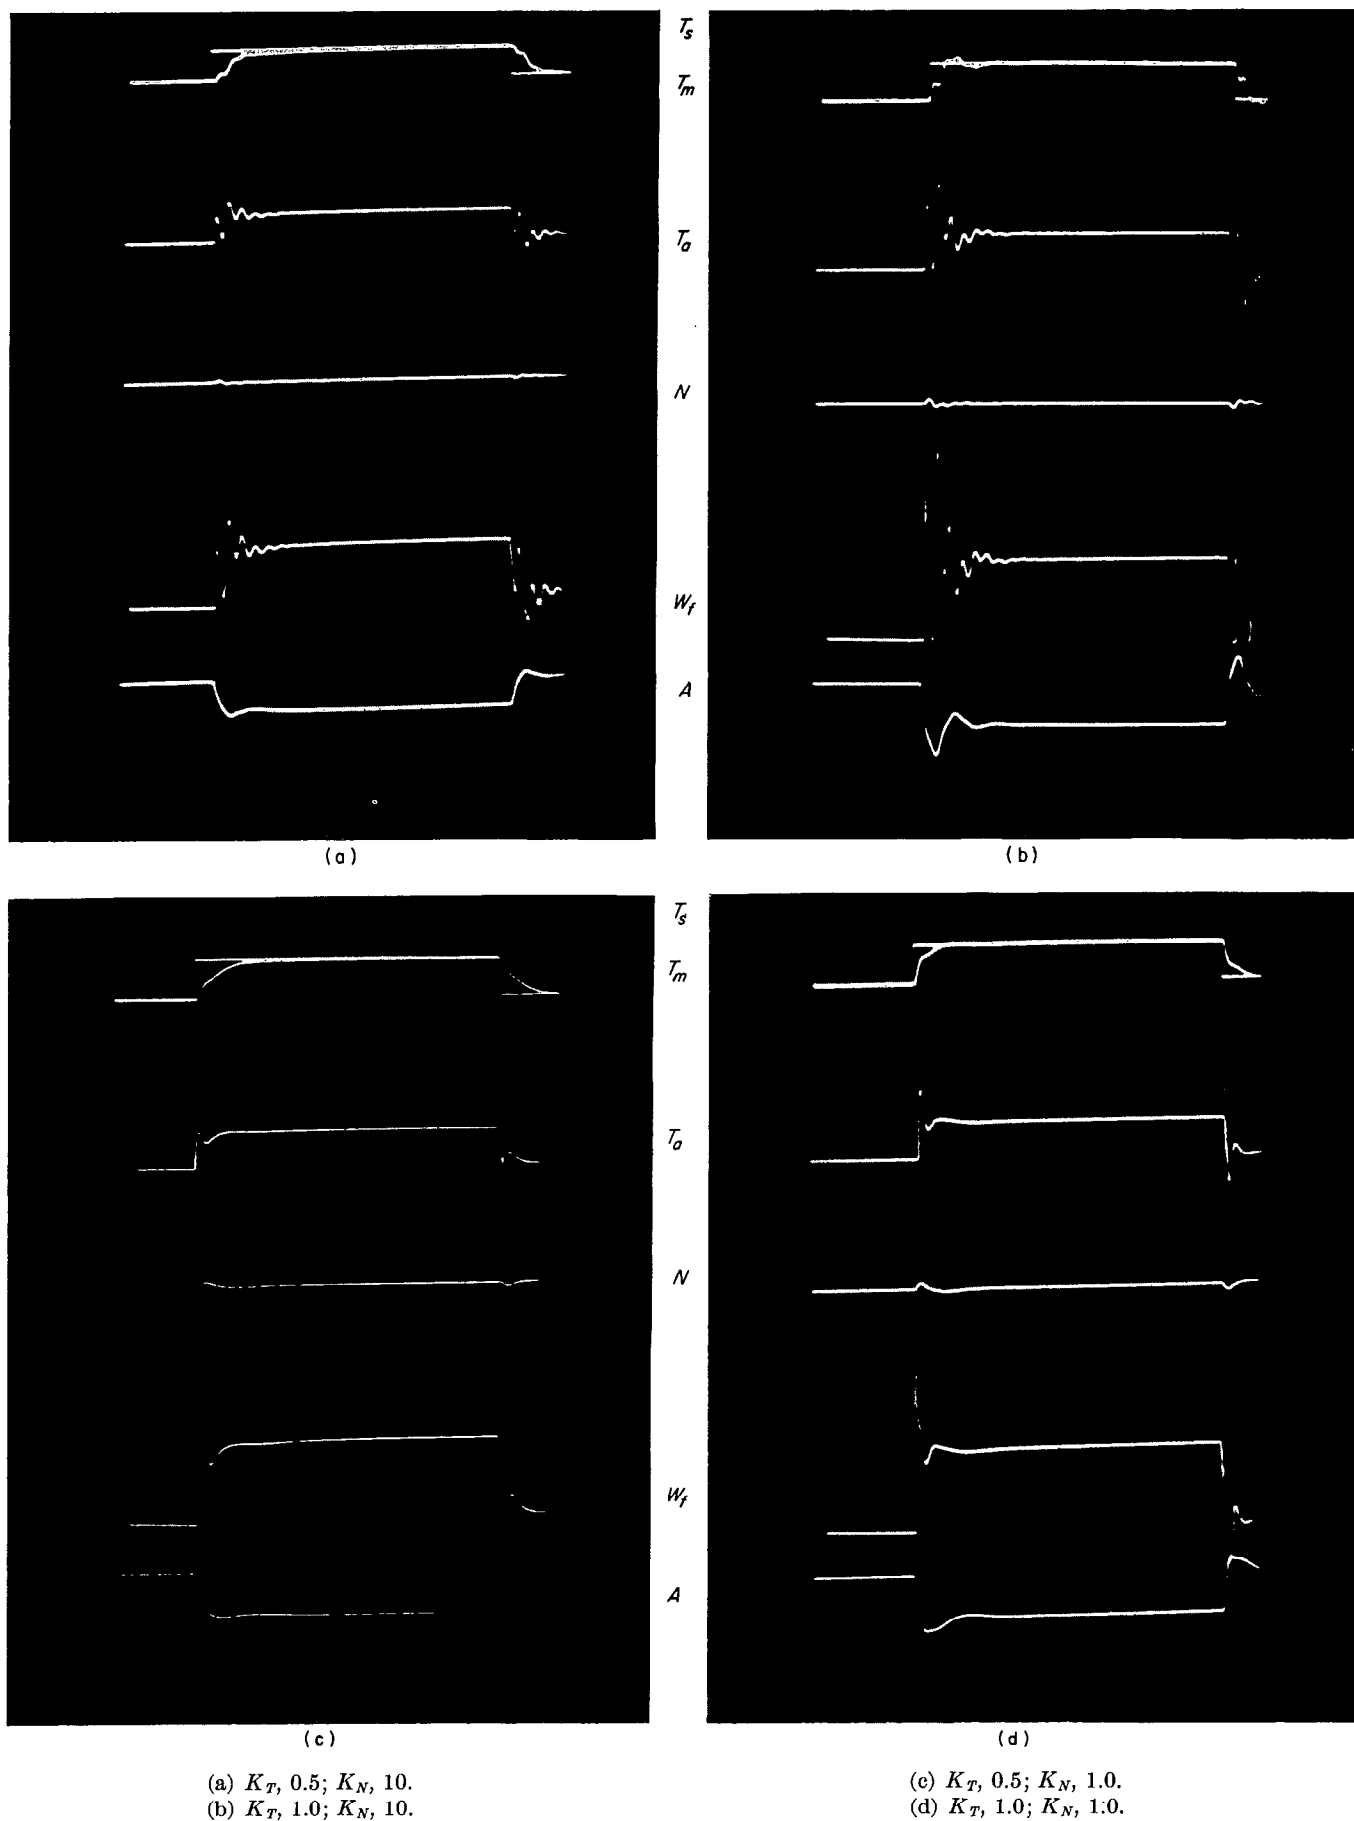 T_s
T_m
T_a
N
W_f
A
(a)
(b)
T_s
T_m
T_a
N
W_f
A
(c)
(d)
(a) K_T, 0.5; K_N, 10.
(b) K_T, 1.0; K_N, 10.
(c) K_T, 0.5; K_N, 1.0.
(d) K_T, 1.0; K_N, 1:0.